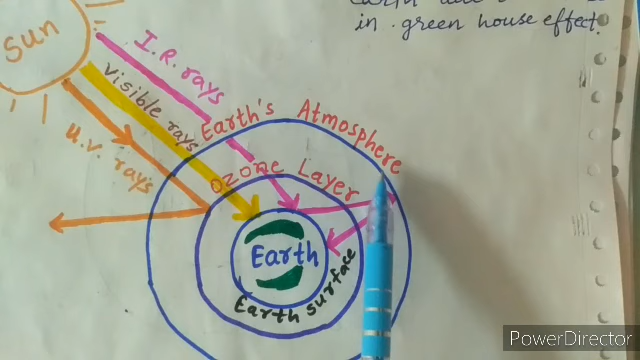 in green house effect.
Sun
I.R. rays
visible rays
U.V. rays
Earth's Atmosphere
Ozone Layer
Earth
Earth surface
PowerDirector